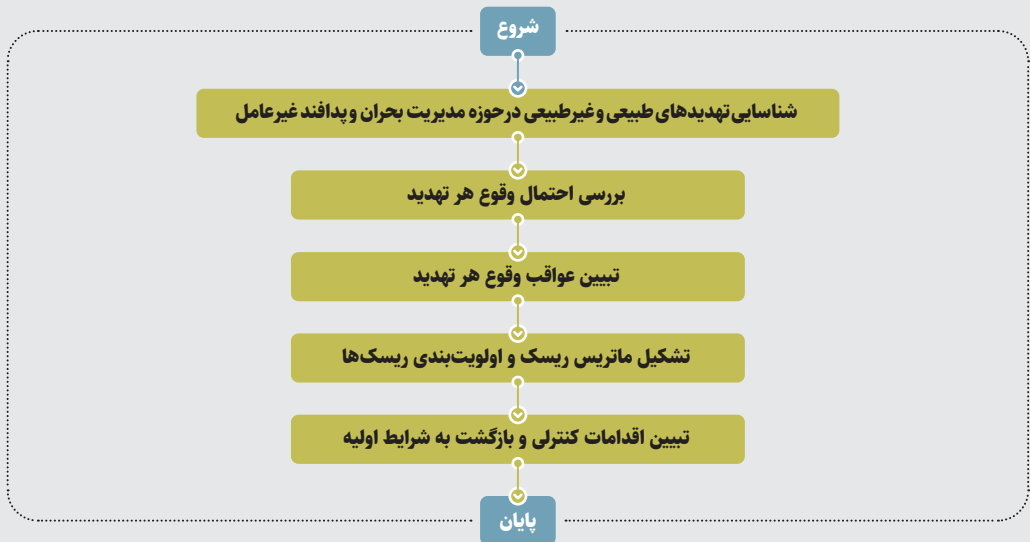 شروع
شناسایی تهدیدهای طبیعی و غیرطبیعی در حوزه مدیریت بحران و پدافند غیرعامل
بررسی احتمال وقوع هر تهدید
تبیین عواقب وقوع هر تهدید
تشکیل ماتریس ریسک و اولویت‌بندی ریسک‌ها
تبیین اقدامات کنترلی و بازگشت به شرایط اولیه
پایان